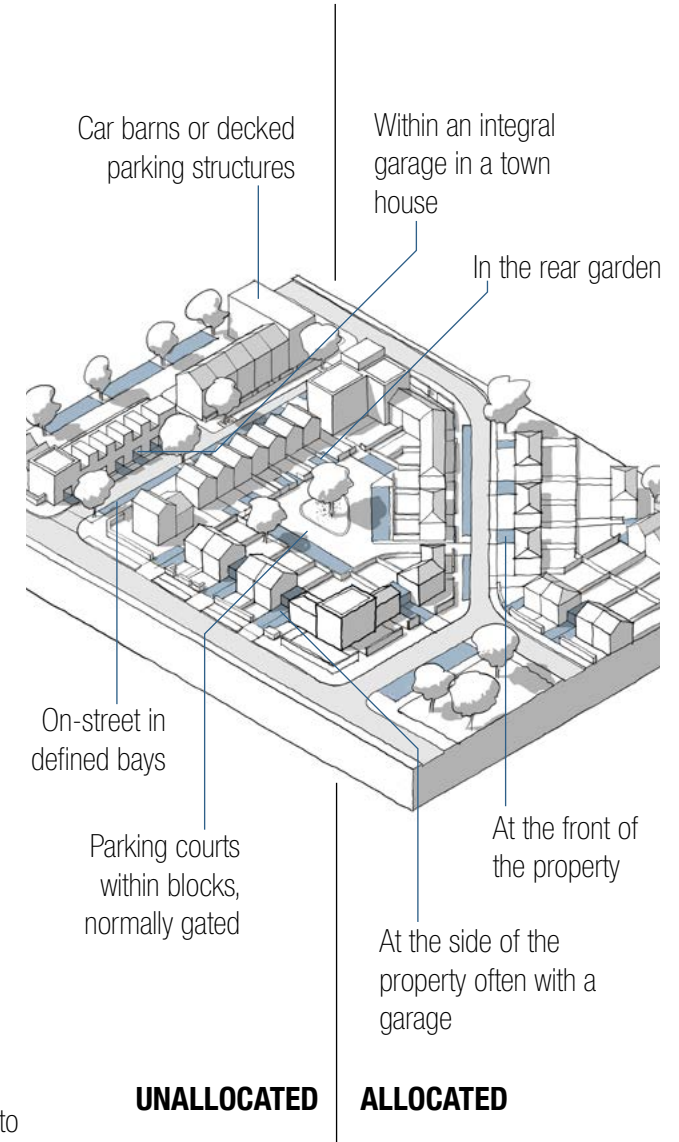 Car barns or decked
parking structures
Within an integral
garage in a town
house
In the rear garden
On-street in
defined bays
Parking courts
within blocks,
normally gated
At the front of
the property
At the side of the
property often with a
garage
UNALLOCATED
ALLOCATED
to